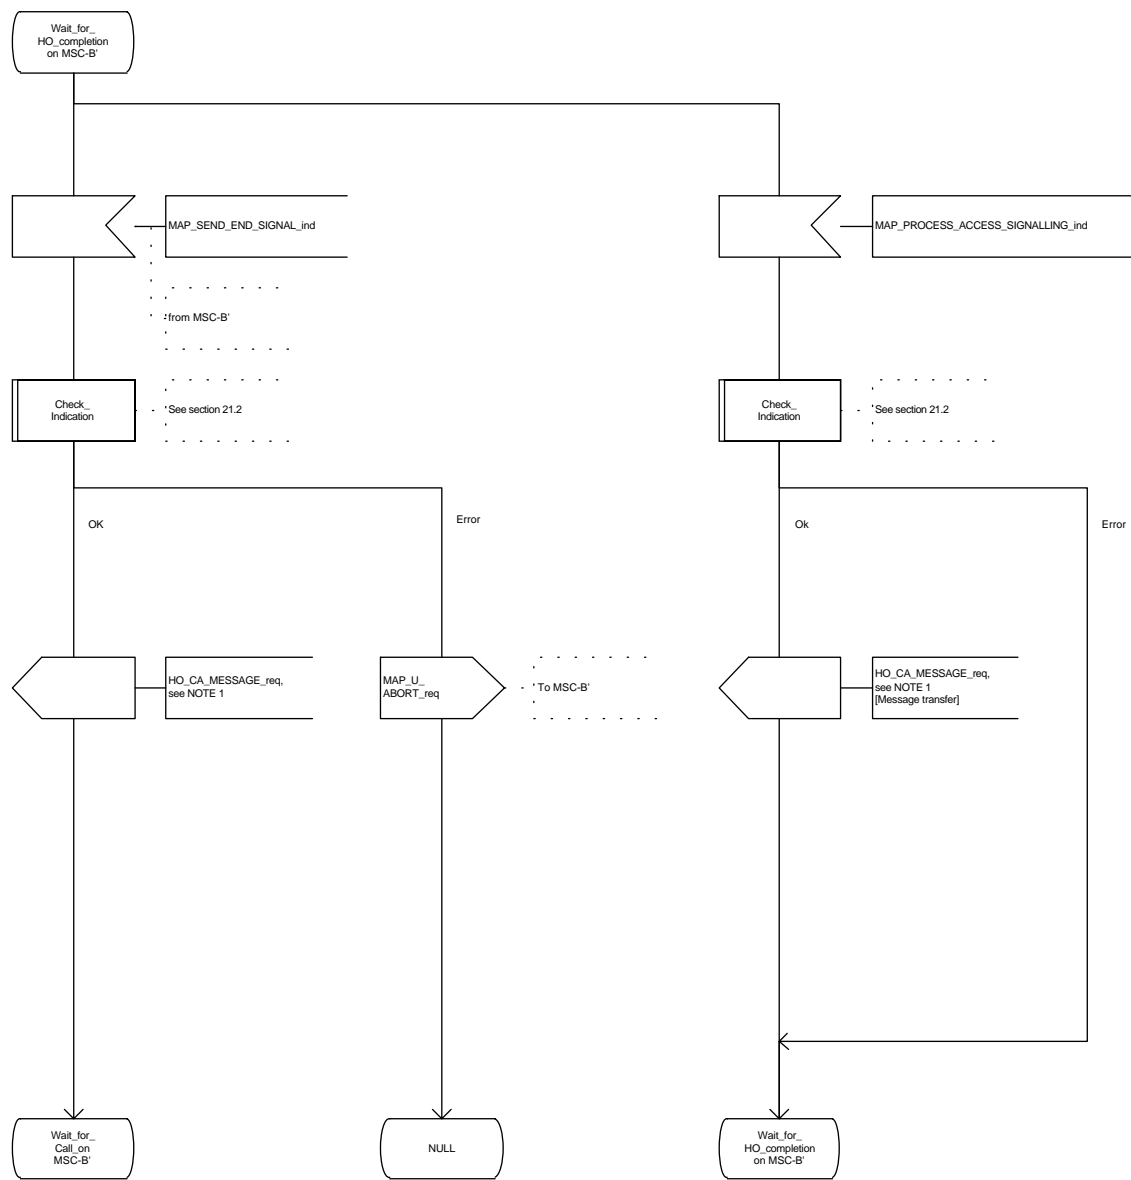 Wait_for_
HO_completion
on MSC-B'
MAP_SEND_END_SIGNAL_ind
MAP_PROCESS_ACCESS_SIGNALLING_ind
from MSC-B'
Check_
Indication
See section 21.2
Check_
Indication
See section 21.2
OK
Error
Ok
Error
HO_CA_MESSAGE_req,
see NOTE 1
MAP_U_
ABORT_req
To MSC-B'
HO_CA_MESSAGE_req,
see NOTE 1
[Message transfer]
Wait_for_
Call_on
MSC-B'
NULL
Wait_for_
HO_completion
on MSC-B'